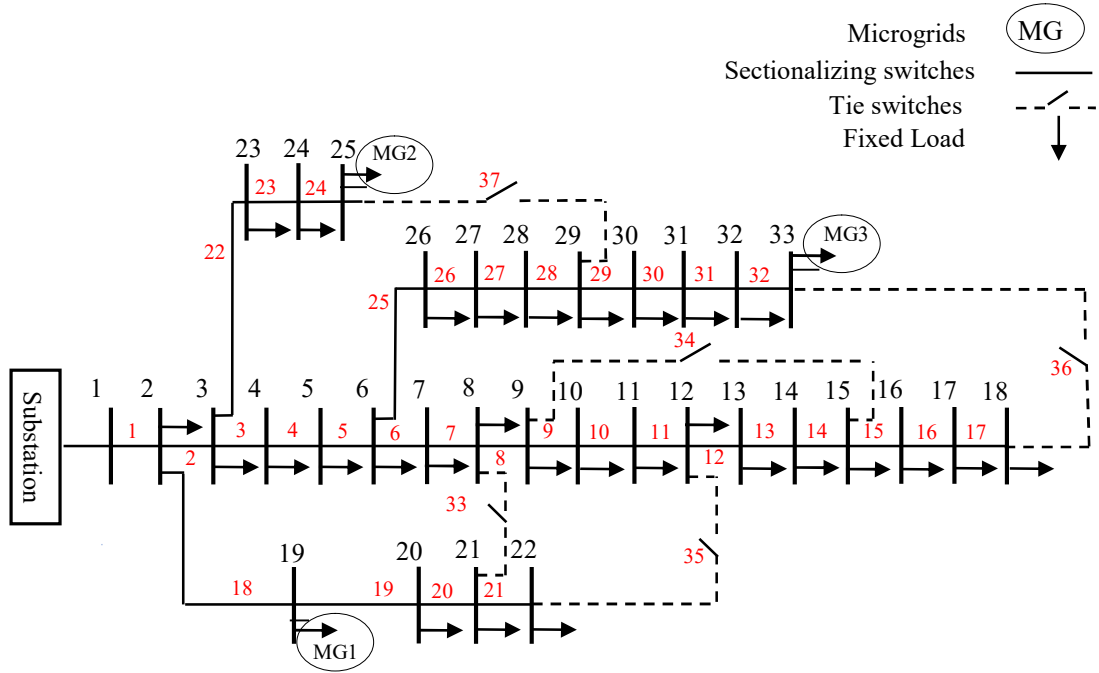 Microgrids MG
Sectionalizing switches
Tie switches
Fixed Load
23 24 25 MG2
23 24 37
22
26 27 28 29 30 31 32 33 MG3
26 27 28 29 30 31 32
25
34
36
Substation
1 2 3 4 5 6 7 8 9 10 11 12 13 14 15 16 17 18
1 2 3 4 5 6 7 8 9 10 11 12 13 14 15 16 17
33
35
19 20 21 22
18 19 20 21
MG1